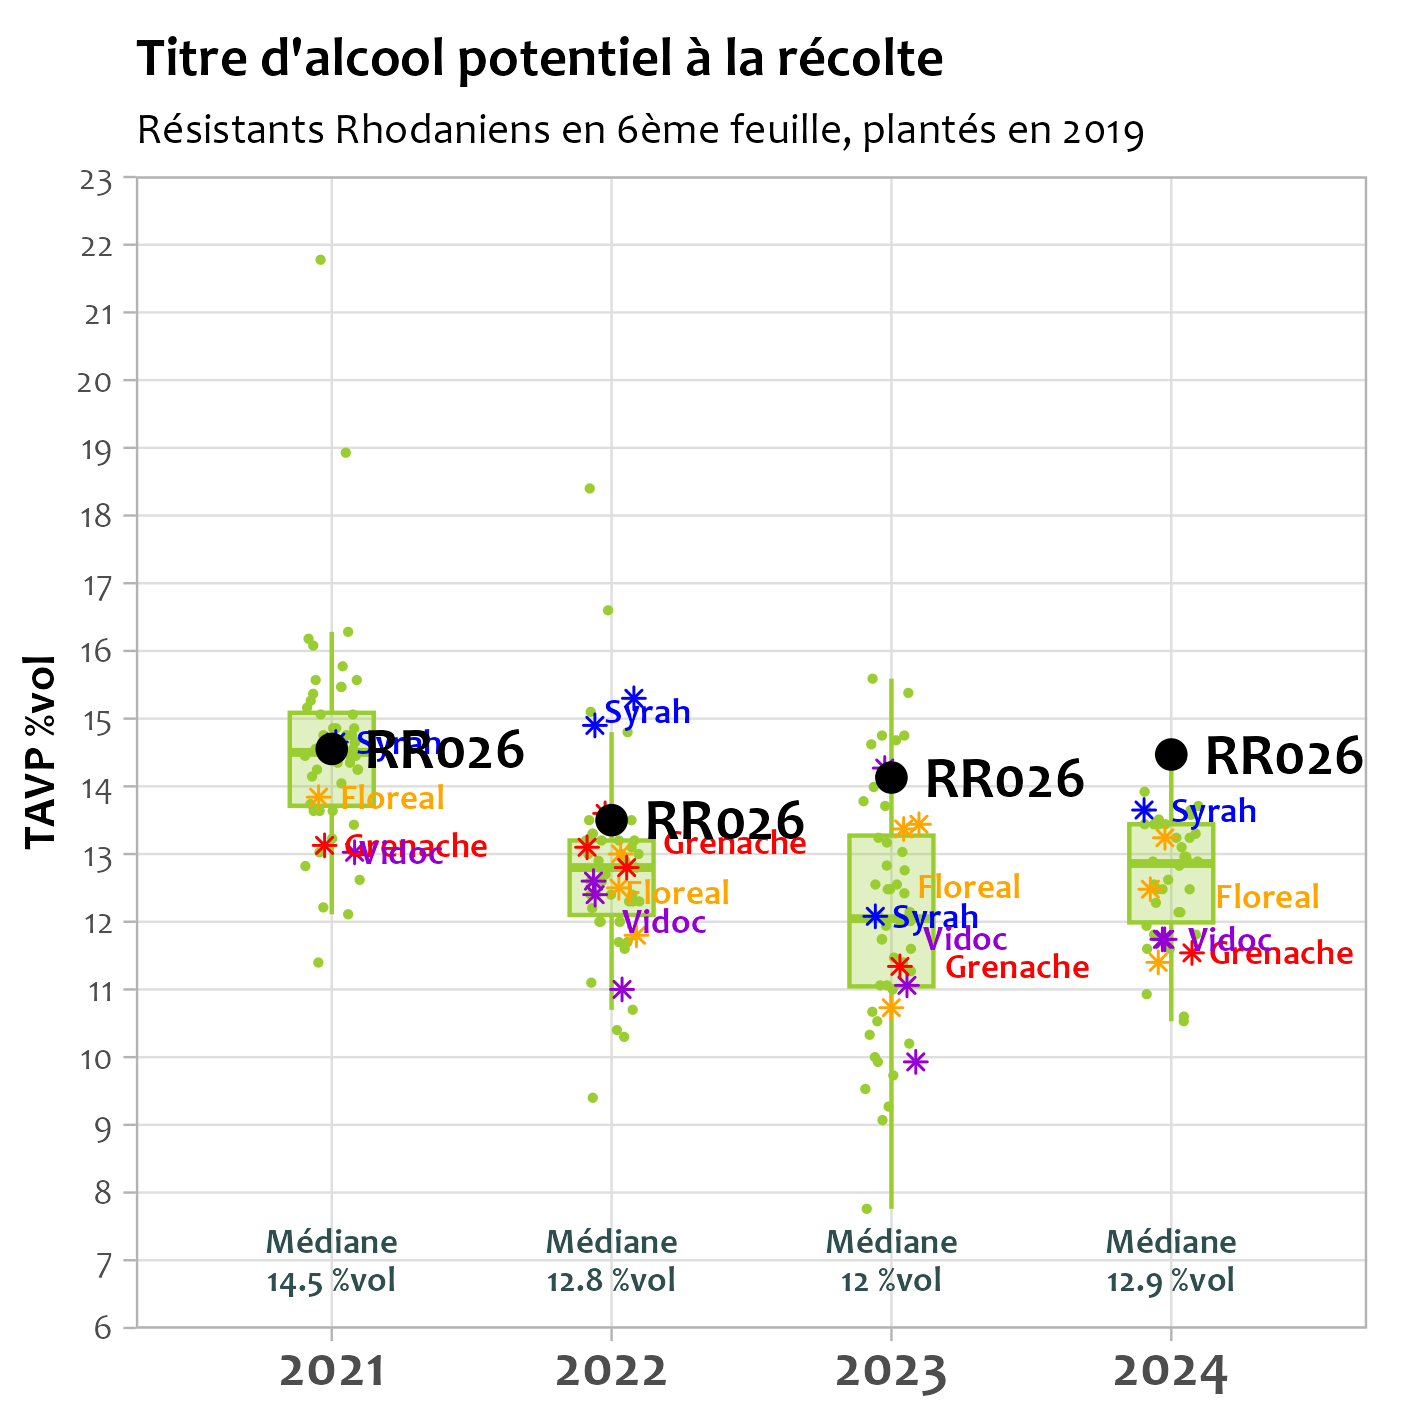 Titre d'alcool potentiel à la récolte
Résistants Rhodaniens en 6ème feuille, plantés en 2019
TAVP %vol
23
22
21
20
19
18
17
16
15
14
13
12
11
10
9
8
7
6
Syrah
RR026
Floreal
Grenache
Vidoc
Syrah
RR026
Grenache
Floreal
Vidoc
RR026
Floreal
Syrah
Vidoc
Grenache
RR026
Syrah
Floreal
Vidoc
Grenache
Médiane
14.5 %vol
Médiane
12.8 %vol
Médiane
12 %vol
Médiane
12.9 %vol
2021
2022
2023
2024